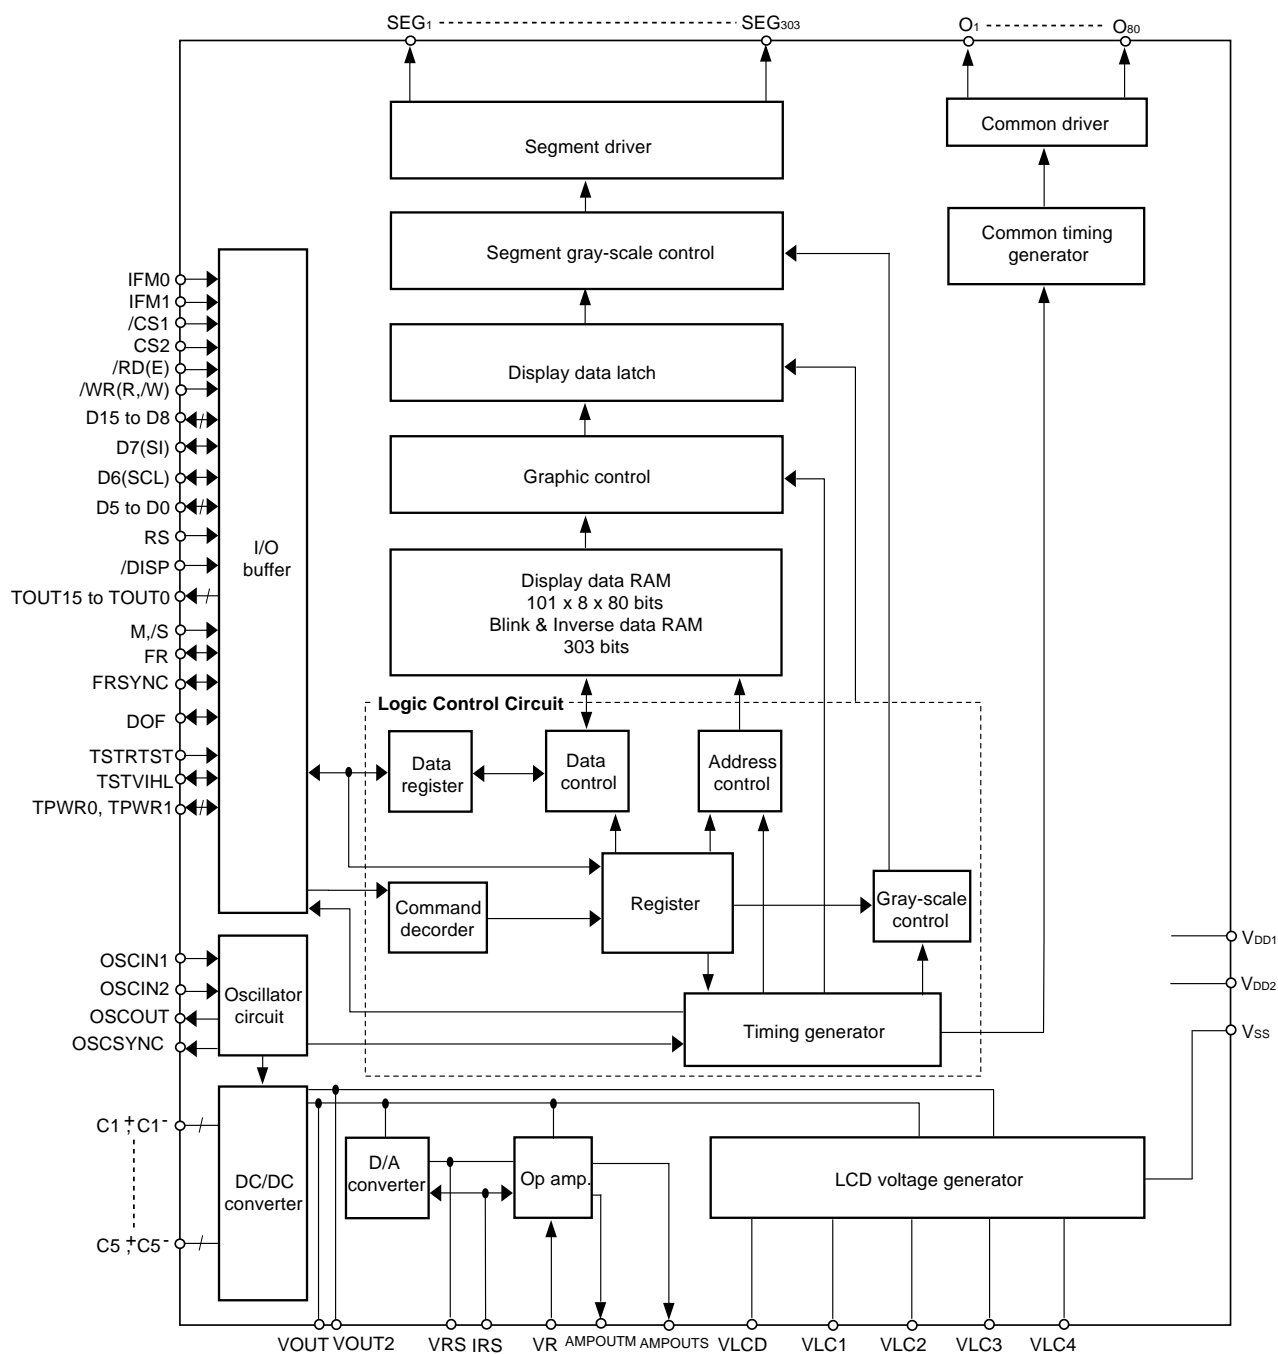 SEG1 SEG303 O1 O80
Segment driver
Common driver
Segment gray-scale control
Common timing
generator
Display data latch
Graphic control
Display data RAM
101 x 8 x 80 bits
Blink & Inverse data RAM
303 bits
IFM0
IFM1
/CS1
CS2
/RD(E)
/WR(R,/W)
D15 to D8
D7(SI)
D6(SCL)
D5 to D0
RS
/DISP
TOUT15 to TOUT0
M,/S
FR
FRSYNC
DOF
TSTRTST
TSTVIHL
TPWR0, TPWR1
I/O
buffer
Logic Control Circuit
Data
register
Data
control
Address
control
Command
decorder
Register
Gray-scale
control
Timing generator
OSCIN1
OSCIN2
OSCOUT
OSCSYNC
Oscillator
circuit
VDD1
VDD2
VSS
C1+,C1-
C5+,C5-
DC/DC
converter
D/A
converter
Op amp.
LCD voltage generator
VOUT VOUT2 VRS IRS VR AMPOUTM AMPOUTS VLCD VLC1 VLC2 VLC3 VLC4